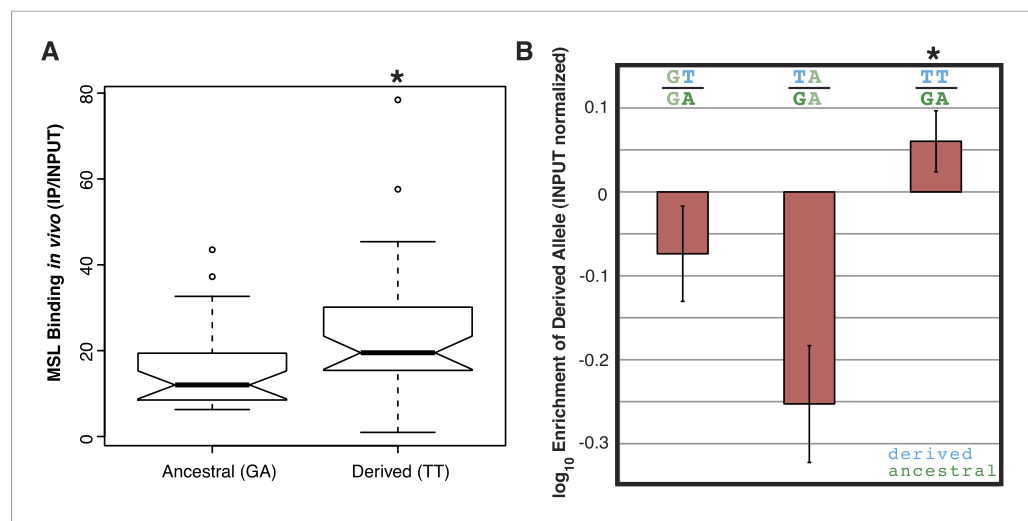 A
MSL Binding in vivo (IP/INPUT)
80
60
40
20
0
*
Ancestral (GA)
Derived (TT)
B
log10 Enrichment of Derived Allele (INPUT normalized)
0.1
0
-0.1
-0.2
-0.3
*
GT
GA
TA
GA
TT
GA
derived
ancestral